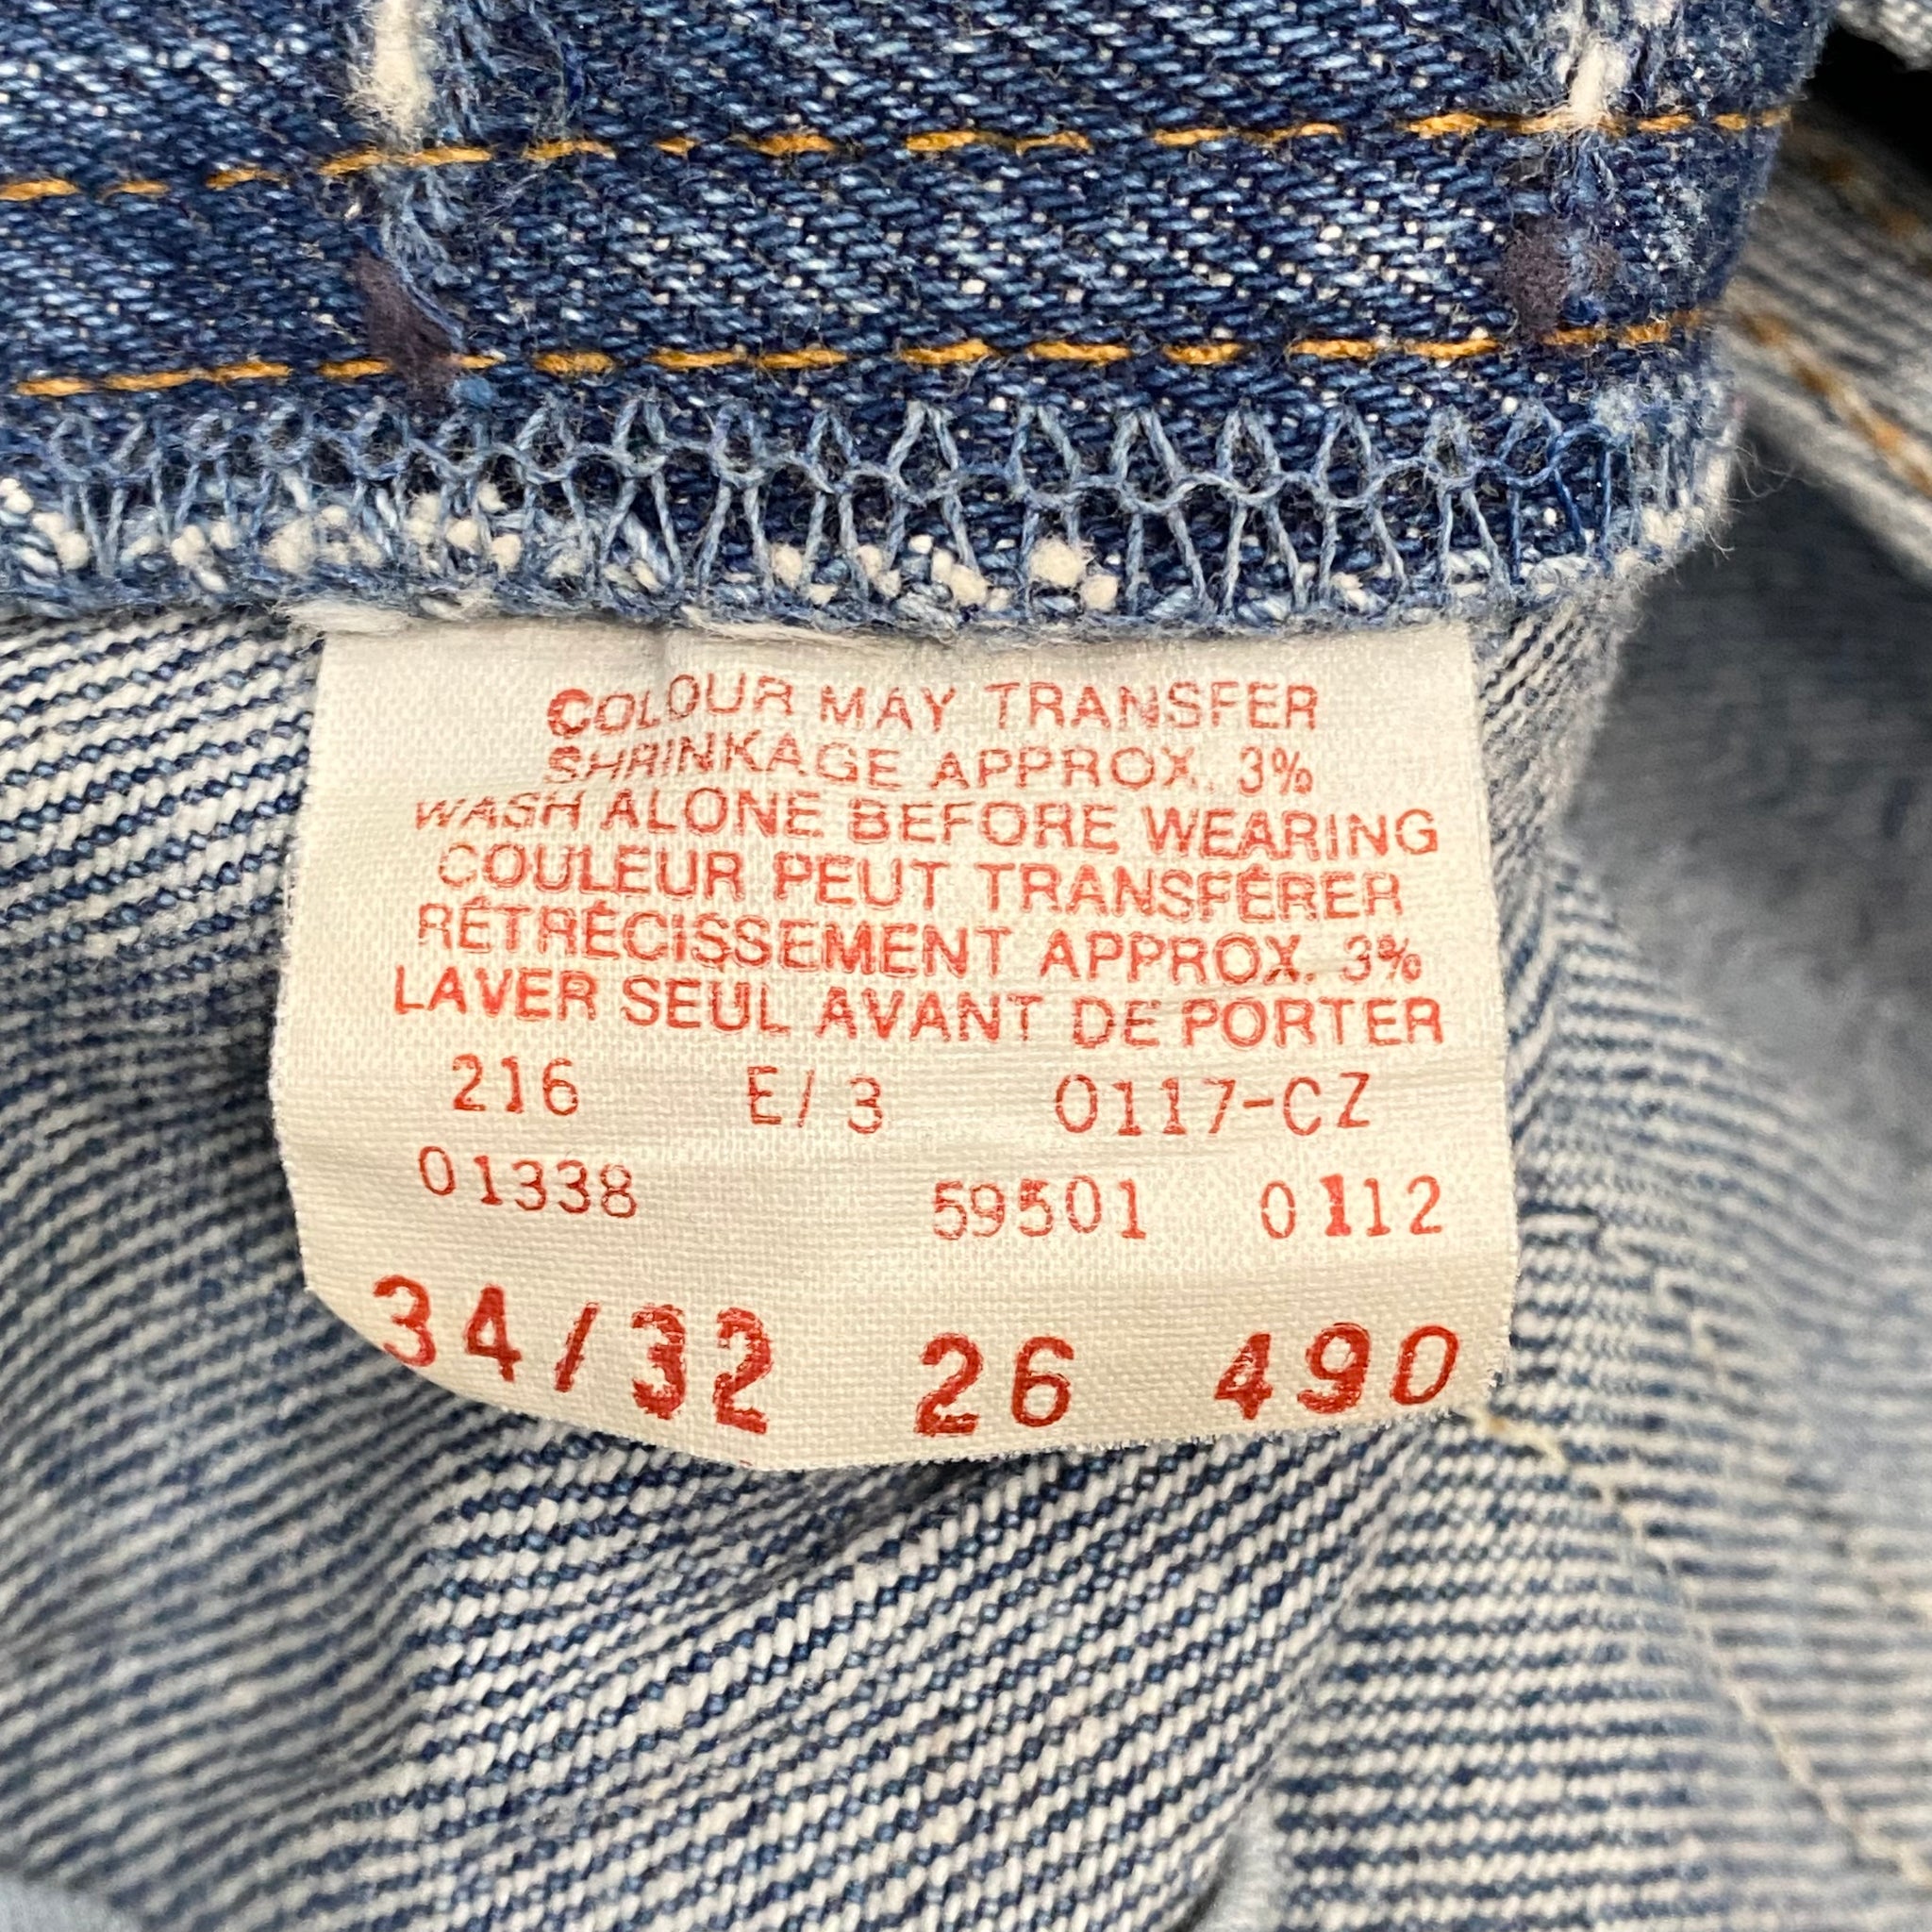 COLOUR MAY TRANSFER
SHRINKAGE APPROX. 3%
WASH ALONE BEFORE WEARING
COULEUR PEUT TRANSFÉRER
RÉTRÉCISSEMENT APPROX. 3%
LAVER SEUL AVANT DE PORTER
216 E/3 0117-CZ
01338 59501 0112
34/32 26 490